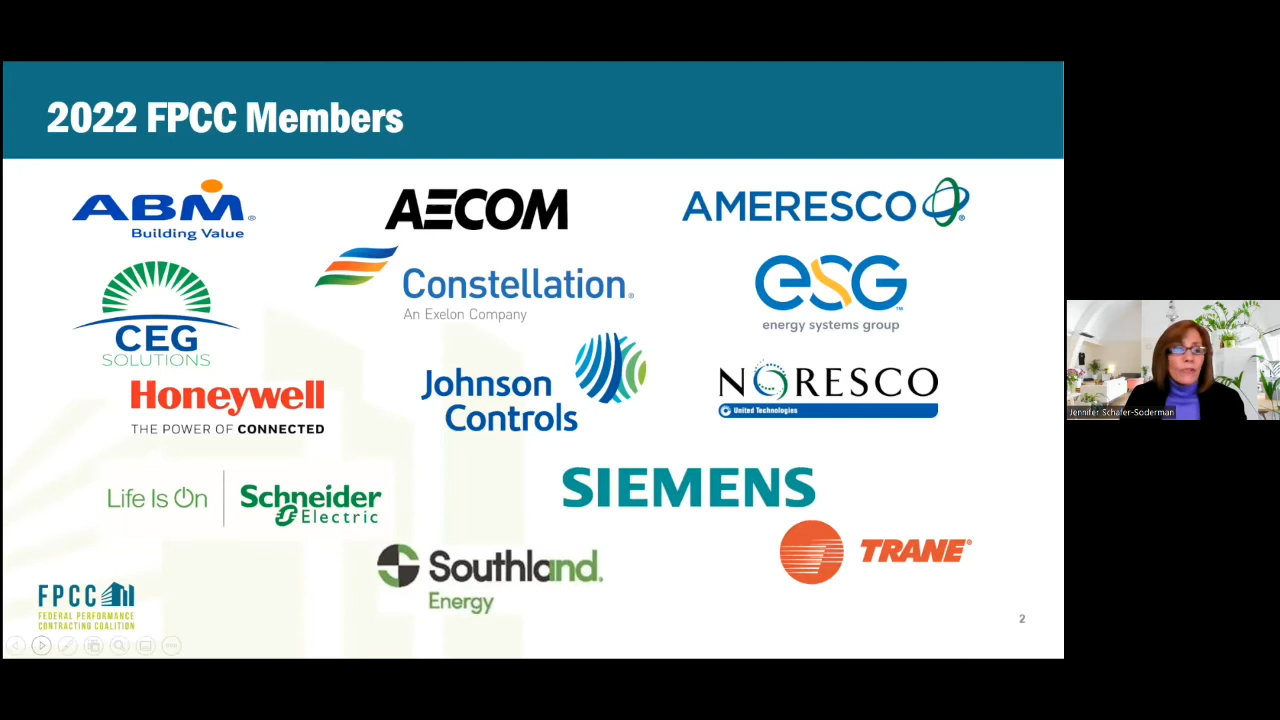 2022 FPCC Members
ABM®
Building Value
AECOM
AMERESCO®
CEG
SOLUTIONS
Constellation®
An Exelon Company
esG™
energy systems group
Honeywell
THE POWER OF CONNECTED
Johnson
Controls
NORESCO
United Technologies
Life Is On
Schneider
Electric
SIEMENS
Southland®
Energy
TRANE®
FPCC
FEDERAL PERFORMANCE
CONTRACTING COALITION
2
Jennifer Schafer-Soderman